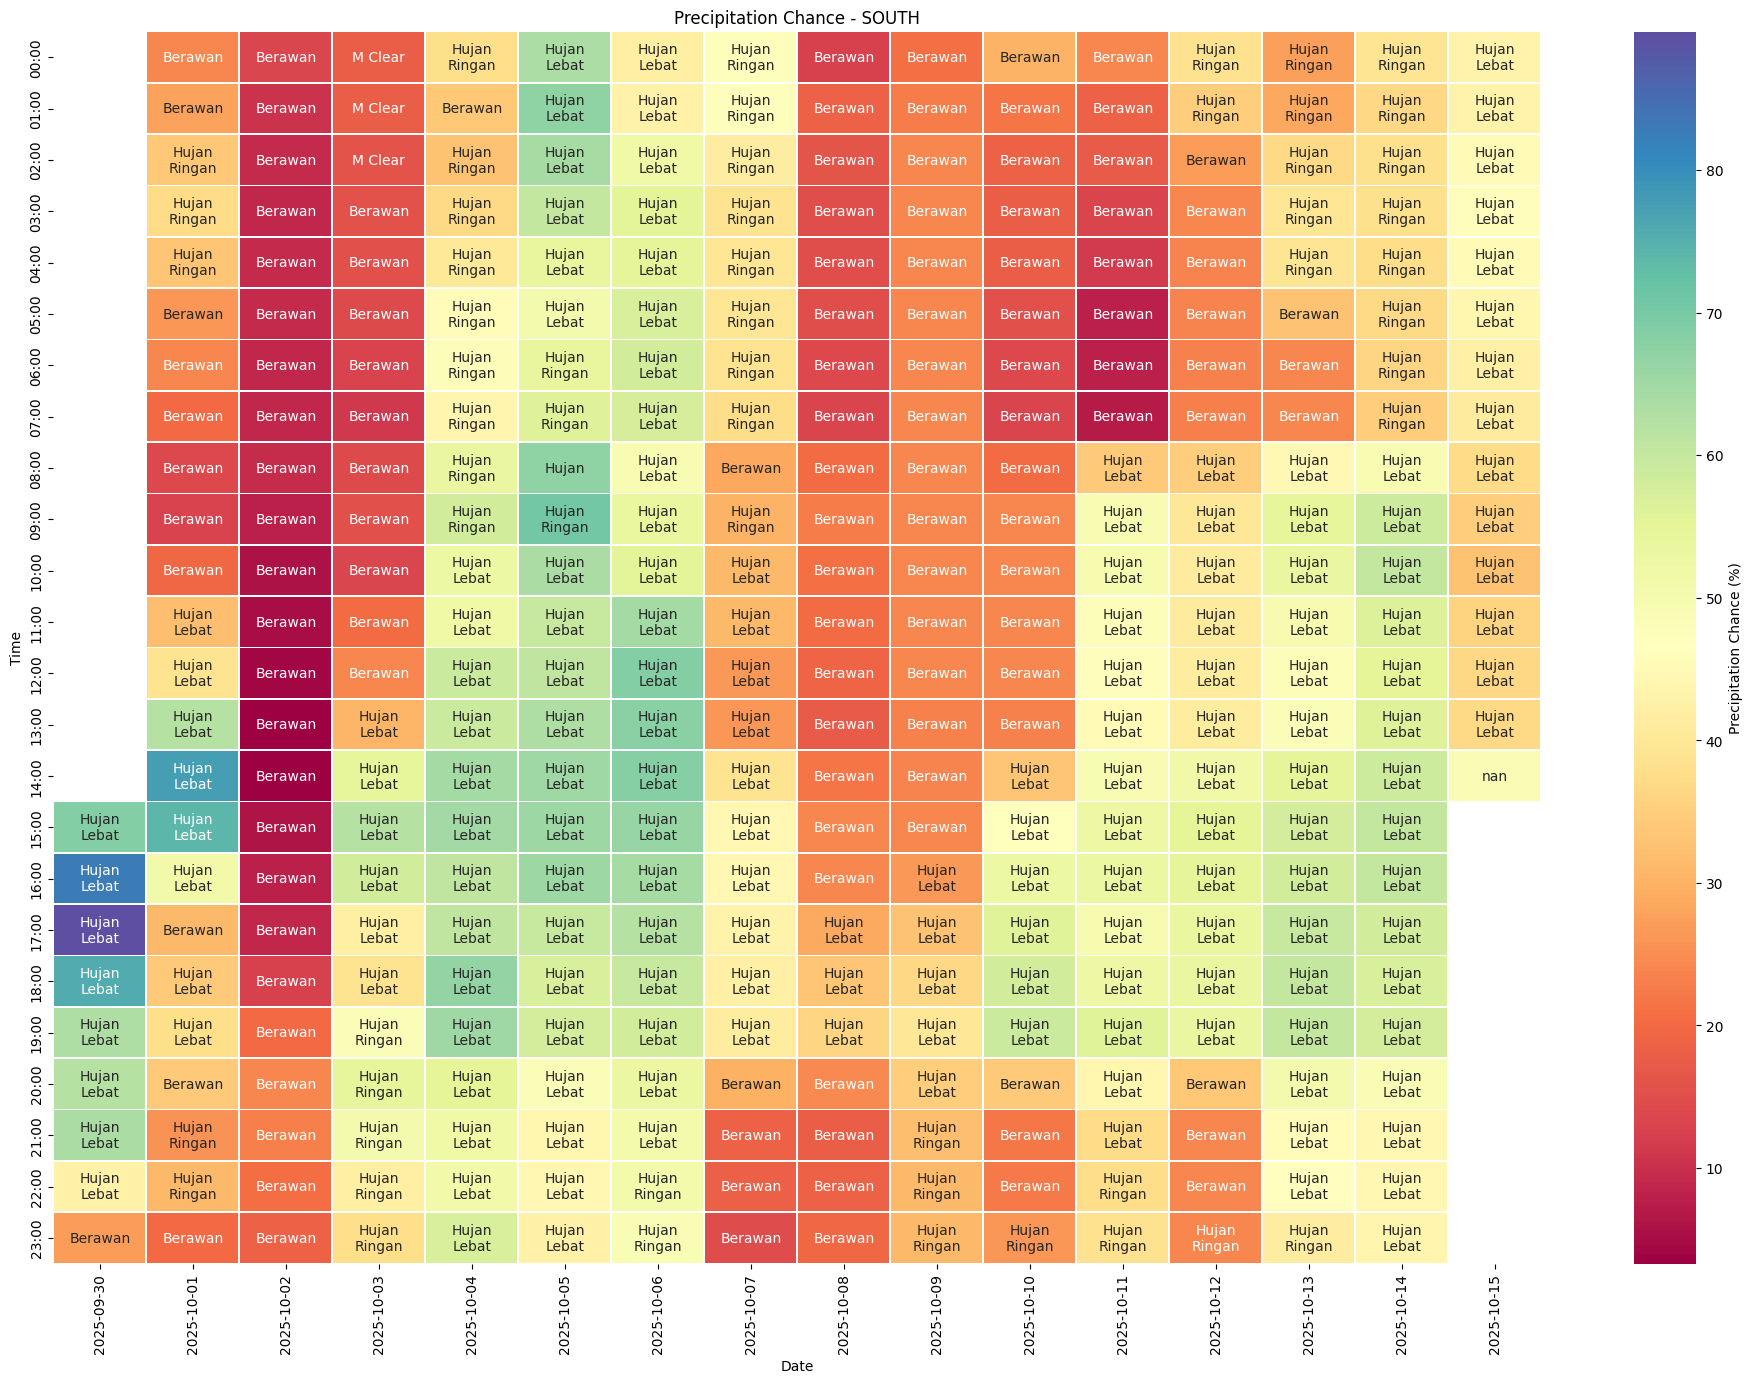 Precipitation Chance - SOUTH
00:00 Berawan Berawan M Clear Hujan Ringan Hujan Lebat Hujan Lebat Hujan Ringan Berawan Berawan Berawan Berawan Hujan Ringan Hujan Ringan Hujan Ringan Hujan Lebat
01:00 Berawan Berawan M Clear Berawan Hujan Lebat Hujan Lebat Hujan Ringan Berawan Berawan Berawan Berawan Hujan Ringan Hujan Ringan Hujan Ringan Hujan Lebat
02:00 Hujan Ringan Berawan M Clear Hujan Ringan Hujan Lebat Hujan Lebat Hujan Ringan Berawan Berawan Berawan Berawan Berawan Hujan Ringan Hujan Ringan Hujan Lebat
03:00 Hujan Ringan Berawan Berawan Hujan Ringan Hujan Lebat Hujan Lebat Hujan Ringan Berawan Berawan Berawan Berawan Berawan Hujan Ringan Hujan Ringan Hujan Lebat
04:00 Hujan Ringan Berawan Berawan Hujan Ringan Hujan Lebat Hujan Lebat Hujan Ringan Berawan Berawan Berawan Berawan Berawan Hujan Ringan Hujan Ringan Hujan Lebat
05:00 Berawan Berawan Berawan Hujan Ringan Hujan Lebat Hujan Lebat Hujan Ringan Berawan Berawan Berawan Berawan Berawan Berawan Hujan Ringan Hujan Lebat
06:00 Berawan Berawan Berawan Hujan Ringan Hujan Ringan Hujan Lebat Hujan Ringan Berawan Berawan Berawan Berawan Berawan Berawan Hujan Ringan Hujan Lebat
07:00 Berawan Berawan Berawan Hujan Ringan Hujan Ringan Hujan Lebat Hujan Ringan Berawan Berawan Berawan Berawan Berawan Berawan Hujan Ringan Hujan Lebat
08:00 Berawan Berawan Berawan Hujan Ringan Hujan Hujan Lebat Berawan Berawan Berawan Berawan Hujan Lebat Hujan Lebat Hujan Lebat Hujan Lebat Hujan Lebat
09:00 Berawan Berawan Berawan Hujan Ringan Hujan Ringan Hujan Lebat Hujan Ringan Berawan Berawan Berawan Hujan Lebat Hujan Lebat Hujan Lebat Hujan Lebat Hujan Lebat
10:00 Berawan Berawan Berawan Hujan Lebat Hujan Lebat Hujan Lebat Hujan Lebat Berawan Berawan Berawan Hujan Lebat Hujan Lebat Hujan Lebat Hujan Lebat Hujan Lebat
11:00 Hujan Lebat Berawan Berawan Hujan Lebat Hujan Lebat Hujan Lebat Hujan Lebat Berawan Berawan Berawan Hujan Lebat Hujan Lebat Hujan Lebat Hujan Lebat Hujan Lebat
12:00 Hujan Lebat Berawan Berawan Hujan Lebat Hujan Lebat Hujan Lebat Hujan Lebat Berawan Berawan Berawan Hujan Lebat Hujan Lebat Hujan Lebat Hujan Lebat Hujan Lebat
13:00 Hujan Lebat Berawan Hujan Lebat Hujan Lebat Hujan Lebat Hujan Lebat Hujan Lebat Berawan Berawan Berawan Hujan Lebat Hujan Lebat Hujan Lebat Hujan Lebat Hujan Lebat
14:00 Hujan Lebat Berawan Hujan Lebat Hujan Lebat Hujan Lebat Hujan Lebat Hujan Lebat Berawan Berawan Hujan Lebat Hujan Lebat Hujan Lebat Hujan Lebat Hujan Lebat nan
15:00 Hujan Lebat Hujan Lebat Berawan Hujan Lebat Hujan Lebat Hujan Lebat Hujan Lebat Hujan Lebat Berawan Berawan Hujan Lebat Hujan Lebat Hujan Lebat Hujan Lebat Hujan Lebat
16:00 Hujan Lebat Hujan Lebat Berawan Hujan Lebat Hujan Lebat Hujan Lebat Hujan Lebat Hujan Lebat Berawan Hujan Lebat Hujan Lebat Hujan Lebat Hujan Lebat Hujan Lebat Hujan Lebat
17:00 Hujan Lebat Berawan Berawan Hujan Lebat Hujan Lebat Hujan Lebat Hujan Lebat Hujan Lebat Hujan Lebat Hujan Lebat Hujan Lebat Hujan Lebat Hujan Lebat Hujan Lebat Hujan Lebat
18:00 Hujan Lebat Hujan Lebat Berawan Hujan Lebat Hujan Lebat Hujan Lebat Hujan Lebat Hujan Lebat Hujan Lebat Hujan Lebat Hujan Lebat Hujan Lebat Hujan Lebat Hujan Lebat Hujan Lebat
19:00 Hujan Lebat Hujan Lebat Berawan Hujan Ringan Hujan Lebat Hujan Lebat Hujan Lebat Hujan Lebat Hujan Lebat Hujan Lebat Hujan Lebat Hujan Lebat Hujan Lebat Hujan Lebat Hujan Lebat
20:00 Hujan Lebat Berawan Berawan Hujan Ringan Hujan Lebat Hujan Lebat Hujan Lebat Berawan Berawan Hujan Lebat Berawan Hujan Lebat Berawan Hujan Lebat Hujan Lebat
21:00 Hujan Lebat Hujan Ringan Berawan Hujan Ringan Hujan Lebat Hujan Lebat Hujan Lebat Berawan Berawan Hujan Ringan Berawan Hujan Lebat Berawan Hujan Lebat Hujan Lebat
22:00 Hujan Lebat Hujan Ringan Berawan Hujan Ringan Hujan Lebat Hujan Lebat Hujan Ringan Berawan Berawan Hujan Ringan Berawan Hujan Ringan Berawan Hujan Lebat Hujan Lebat
23:00 Berawan Berawan Berawan Hujan Ringan Hujan Lebat Hujan Lebat Hujan Ringan Berawan Berawan Hujan Ringan Hujan Ringan Hujan Ringan Hujan Ringan Hujan Ringan Hujan Lebat
Time
2025-09-30 2025-10-01 2025-10-02 2025-10-03 2025-10-04 2025-10-05 2025-10-06 2025-10-07 2025-10-08 2025-10-09 2025-10-10 2025-10-11 2025-10-12 2025-10-13 2025-10-14 2025-10-15
Date
80
70
60
50
40
30
20
10
Precipitation Chance (%)